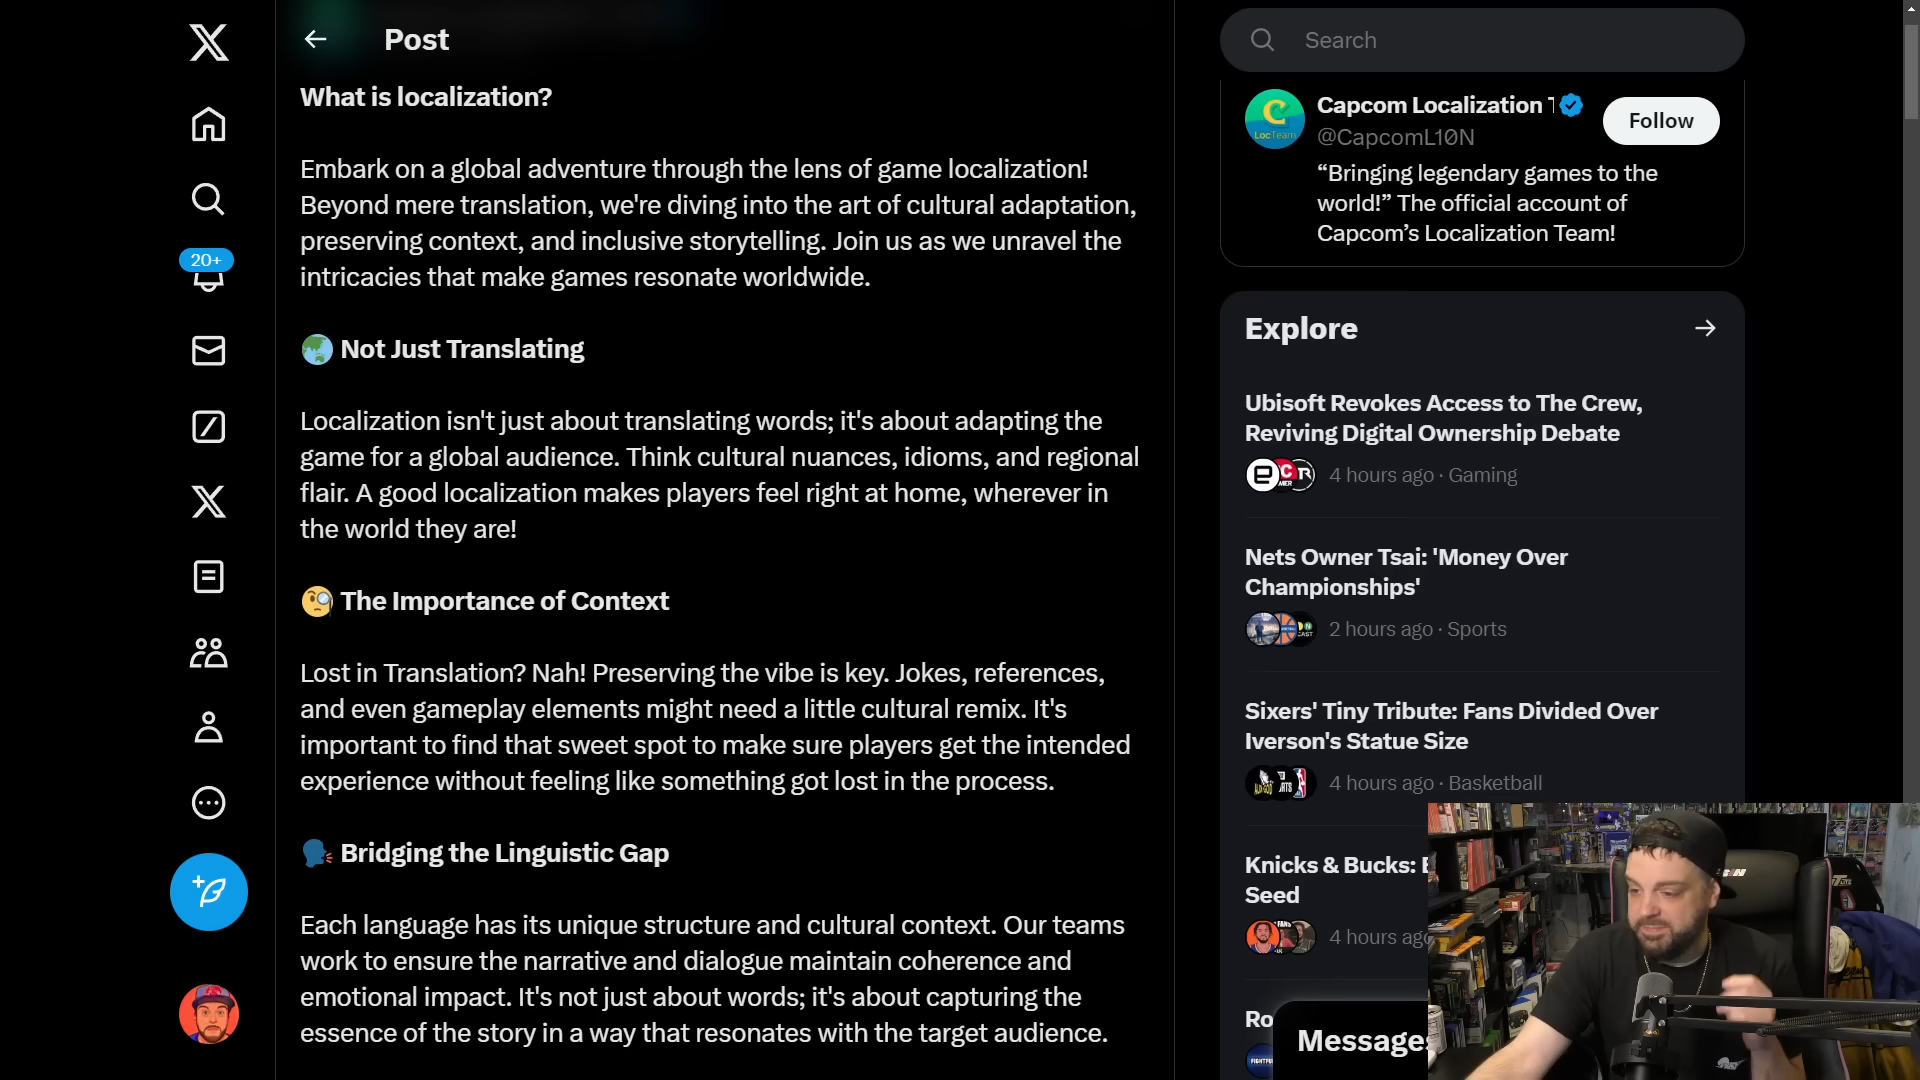 Post
What is localization?
Embark on a global adventure through the lens of game localization!
Beyond mere translation, we're diving into the art of cultural adaptation,
preserving context, and inclusive storytelling. Join us as we unravel the
intricacies that make games resonate worldwide.
Not Just Translating
Localization isn't just about translating words; it's about adapting the
game for a global audience. Think cultural nuances, idioms, and regional
flair. A good localization makes players feel right at home, wherever in
the world they are!
The Importance of Context
Lost in Translation? Nah! Preserving the vibe is key. Jokes, references,
and even gameplay elements might need a little cultural remix. It's
important to find that sweet spot to make sure players get the intended
experience without feeling like something got lost in the process.
Bridging the Linguistic Gap
Each language has its unique structure and cultural context. Our teams
work to ensure the narrative and dialogue maintain coherence and
emotional impact. It's not just about words; it's about capturing the
essence of the story in a way that resonates with the target audience.
20+
Search
Capcom Localization
@CapcomL10N
Follow
LocTeam
“Bringing legendary games to the
world!” The official account of
Capcom’s Localization Team!
Explore
Ubisoft Revokes Access to The Crew,
Reviving Digital Ownership Debate
4 hours ago · Gaming
Nets Owner Tsai: 'Money Over
Championships'
2 hours ago · Sports
Sixers' Tiny Tribute: Fans Divided Over
Iverson's Statue Size
4 hours ago · Basketball
Knicks & Bucks:
Seed
4 hours ago
Ro
Messages